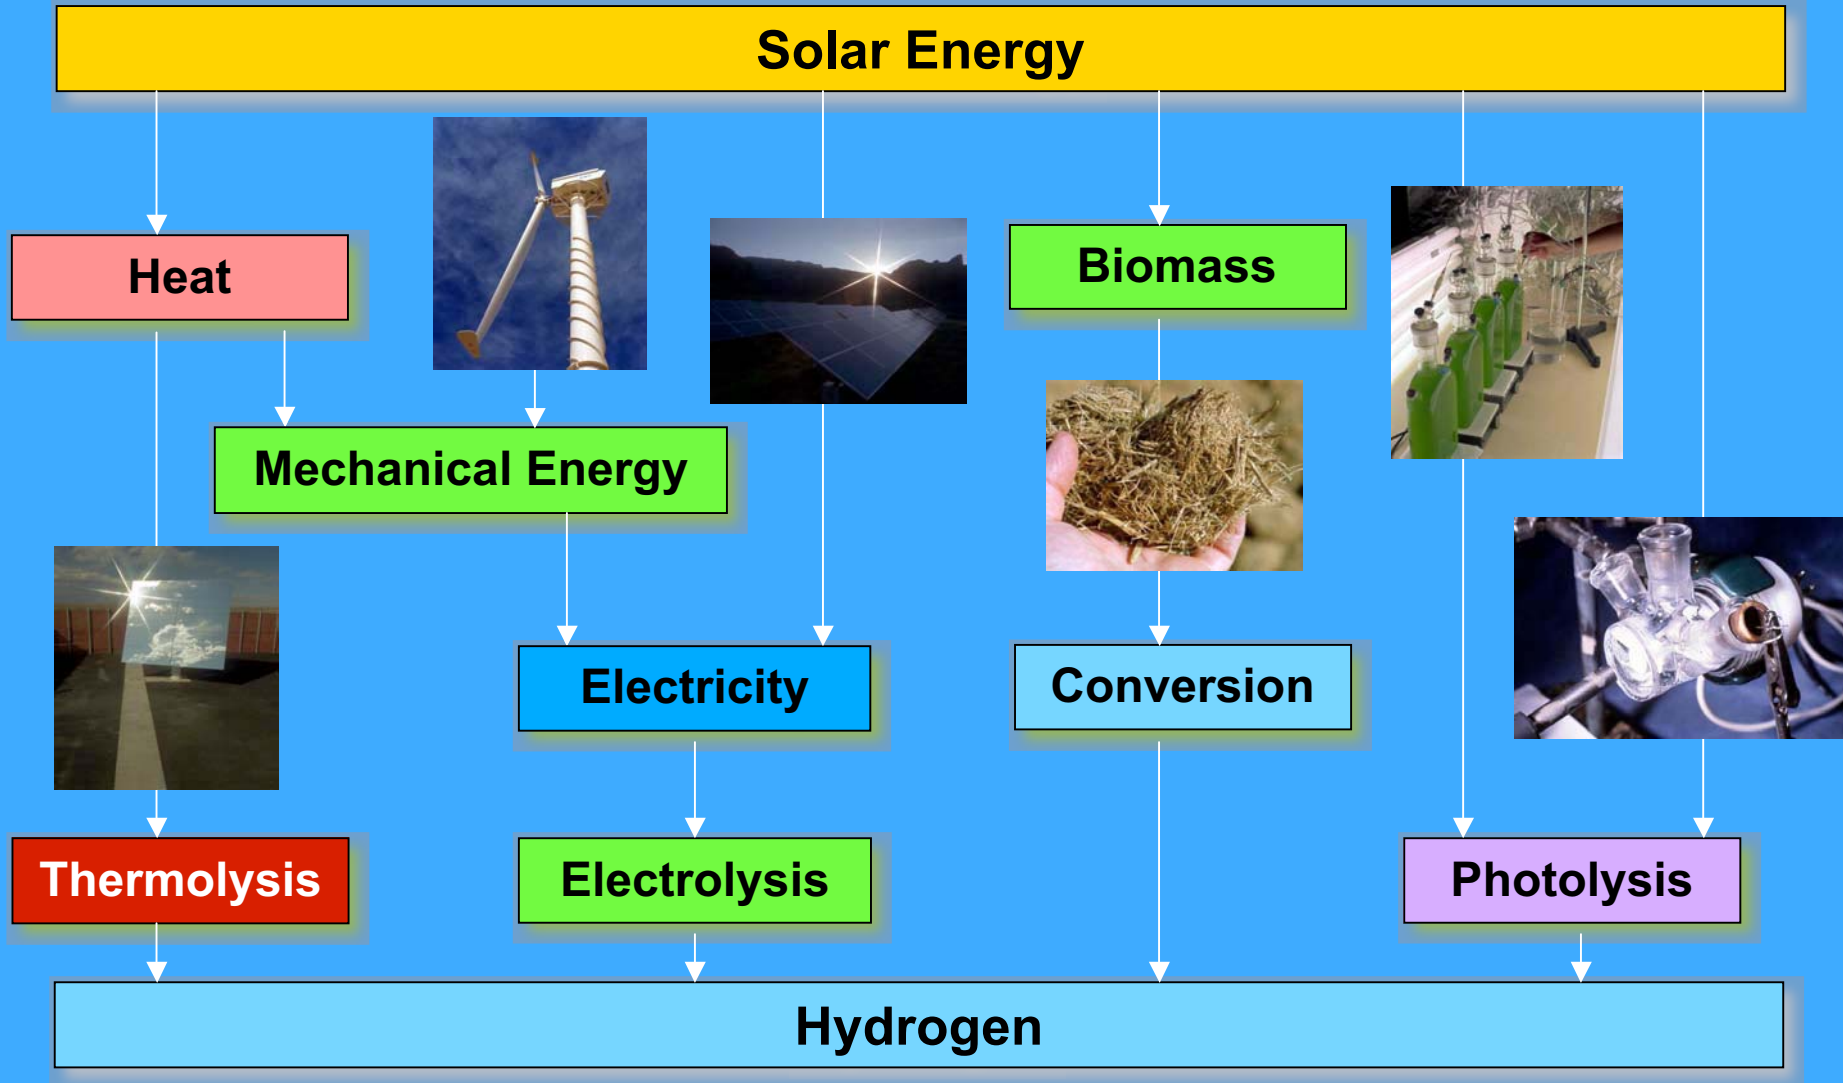 Solar Energy
Heat
Biomass
Mechanical Energy
Electricity
Conversion
Thermolysis
Electrolysis
Photolysis
Hydrogen